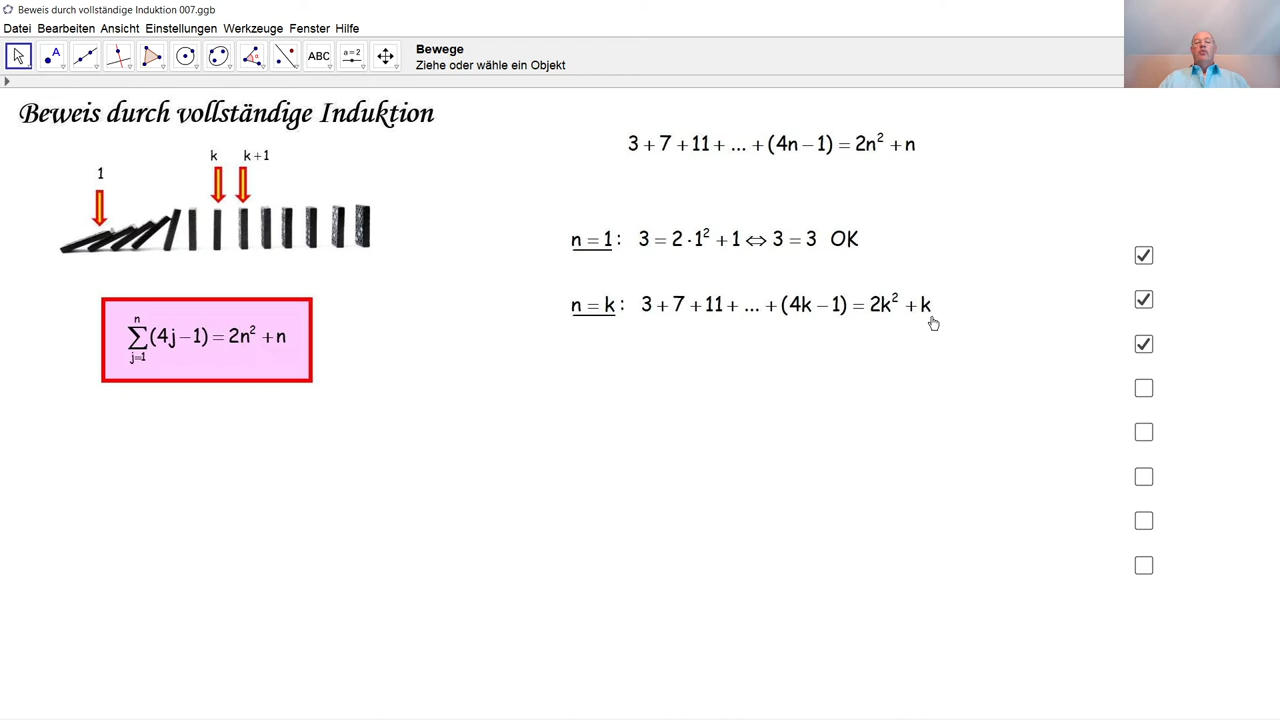 Beweis durch vollständige Induktion 007.ggb
Datei Bearbeiten Ansicht Einstellungen Werkzeuge Fenster Hilfe
A ABC a=2 Bewege
Ziehe oder wähle ein Objekt
Beweis durch vollständige Induktion
3 + 7 + 11 + ... + (4n − 1) = 2n² + n
k k+1
1
n = 1 : 3 = 2 · 1² + 1 ⇔ 3 = 3 OK
n = k : 3 + 7 + 11 + ... + (4k − 1) = 2k² + k
n
∑(4j − 1) = 2n² + n
j=1